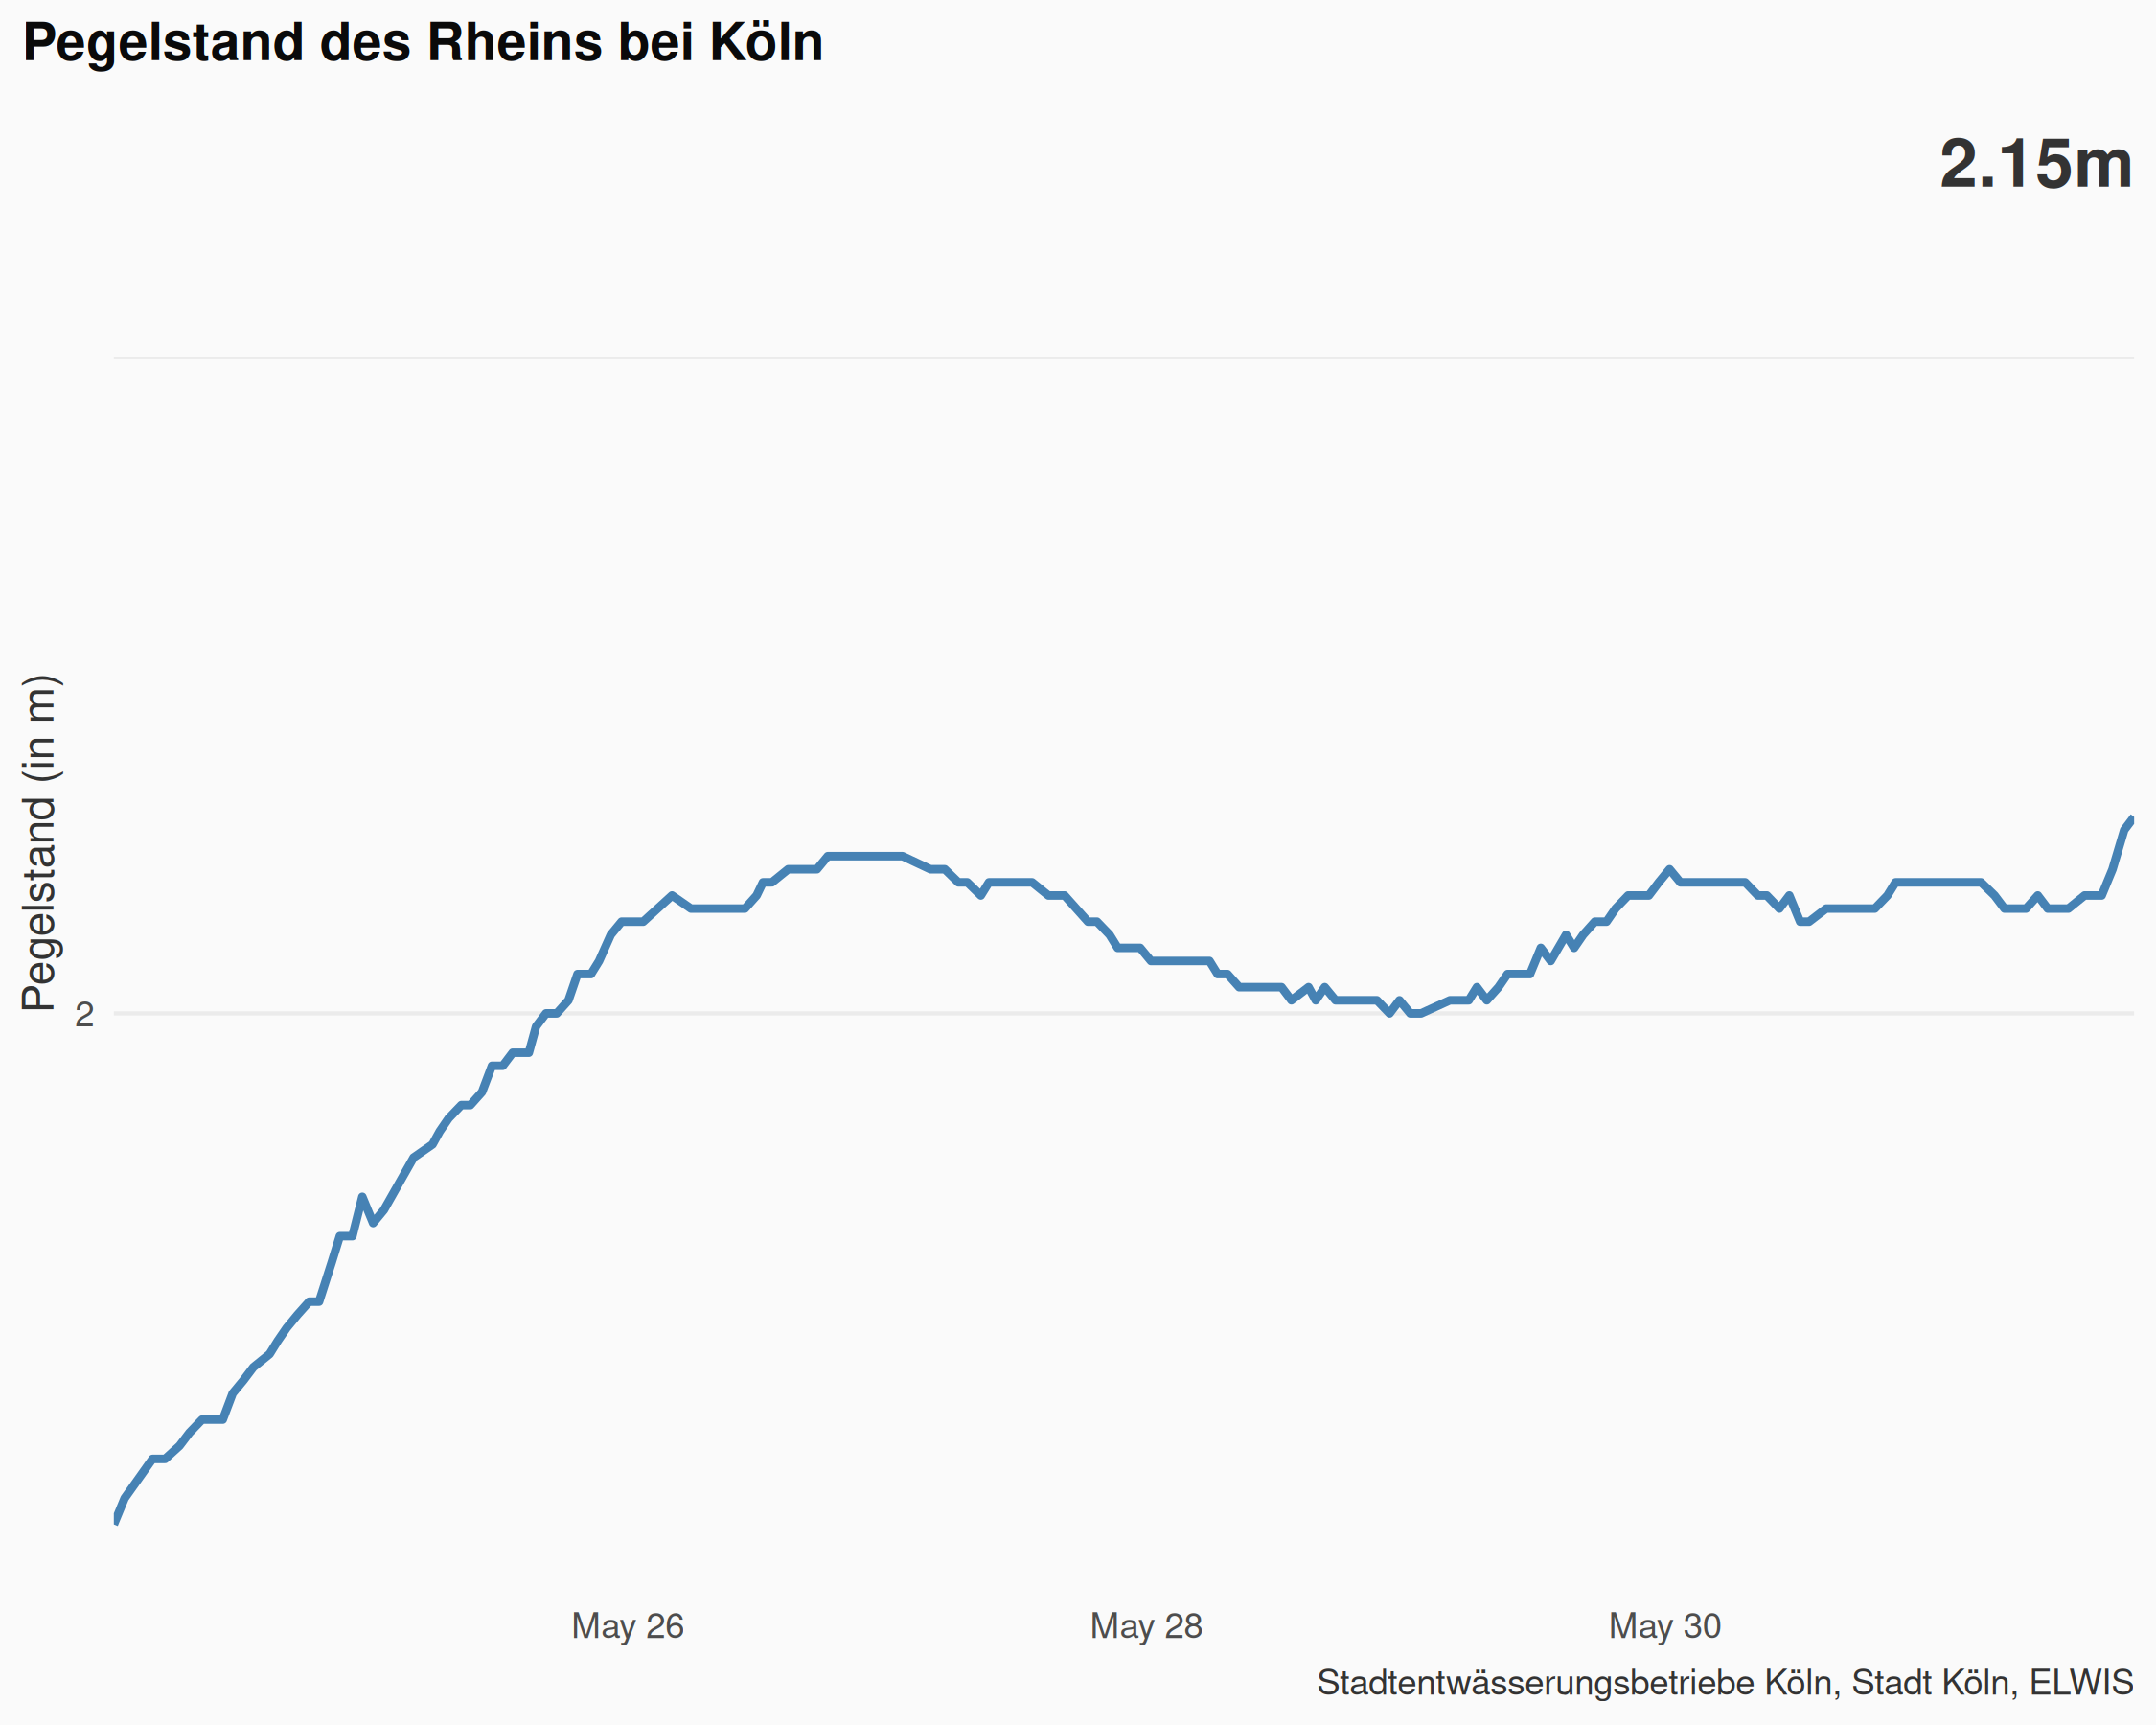 Pegelstand des Rheins bei Köln
2.15m
Pegelstand (in m)
2
May 26
May 28
May 30
Stadtentwässerungsbetriebe Köln, Stadt Köln, ELWIS